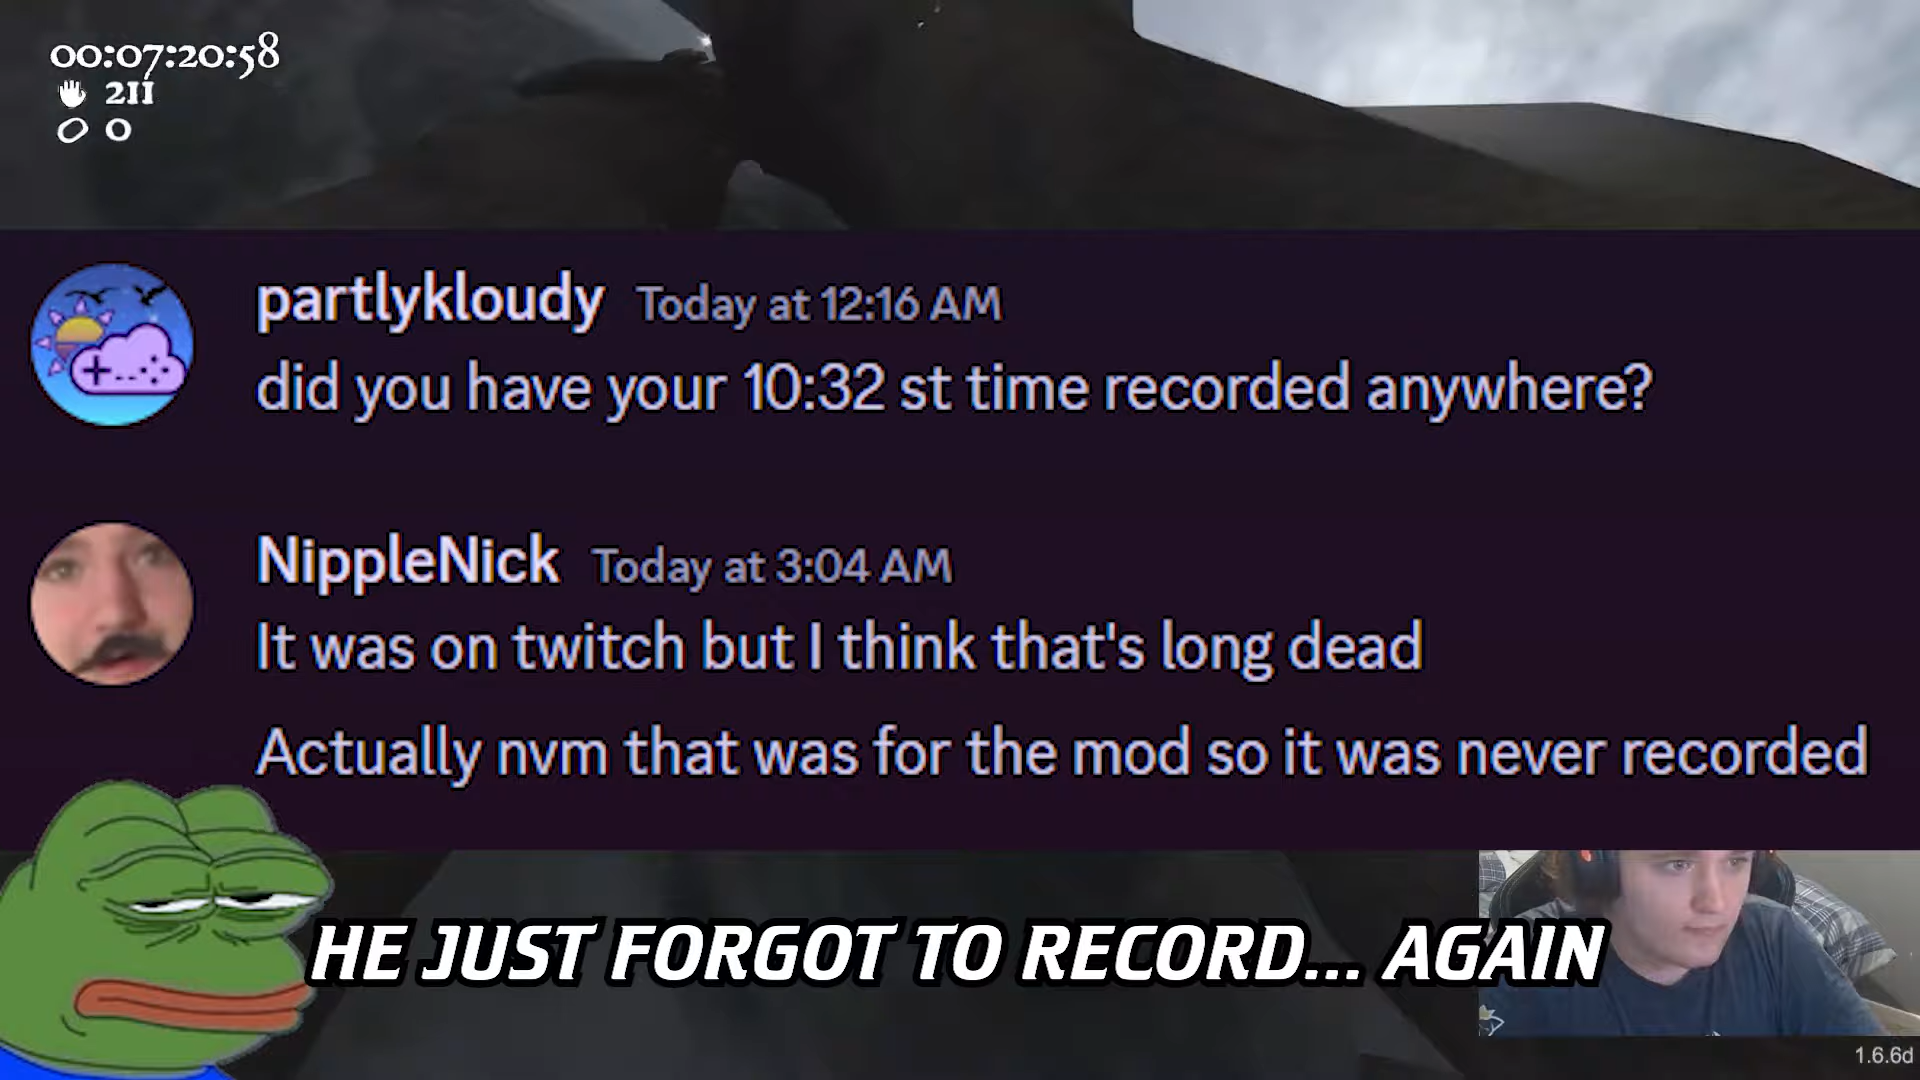 00:07:20:58
211
0
partlykloudy Today at 12:16 AM
did you have your 10:32 st time recorded anywhere?
NippleNick Today at 3:04 AM
It was on twitch but I think that's long dead
Actually nvm that was for the mod so it was never recorded
HE JUST FORGOT TO RECORD... AGAIN
1.6.6d